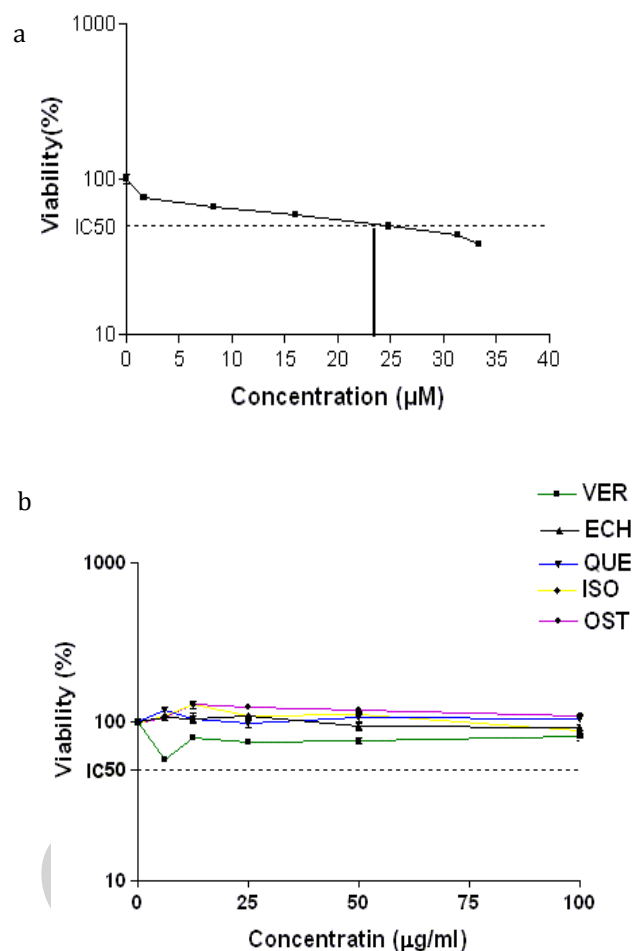 a
1000
100
IC50
10
Viability(%)
0 5 10 15 20 25 30 35 40
Concentration (µM)
b
VER
ECH
QUE
ISO
OST
1000
100
IC50
10
Viability (%)
0 25 50 75 100
Concentratin (µg/ml)